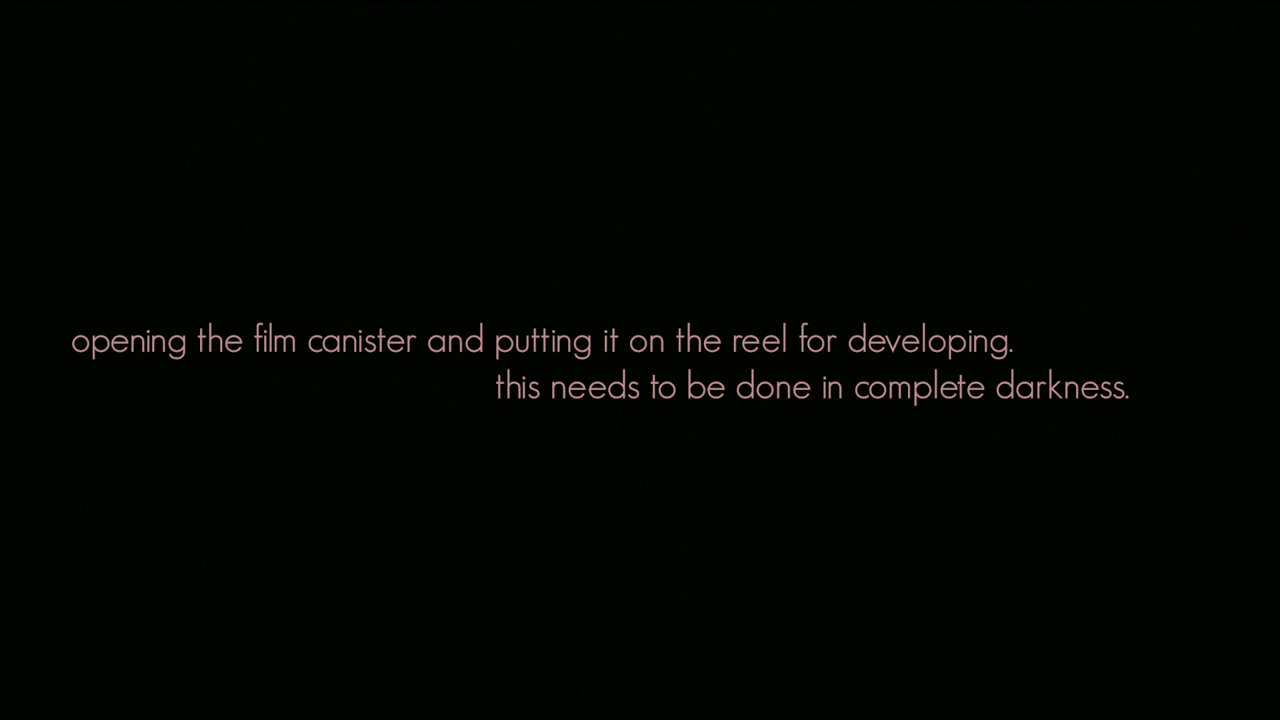 opening the film canister and putting it on the reel for developing.
this needs to be done in complete darkness.